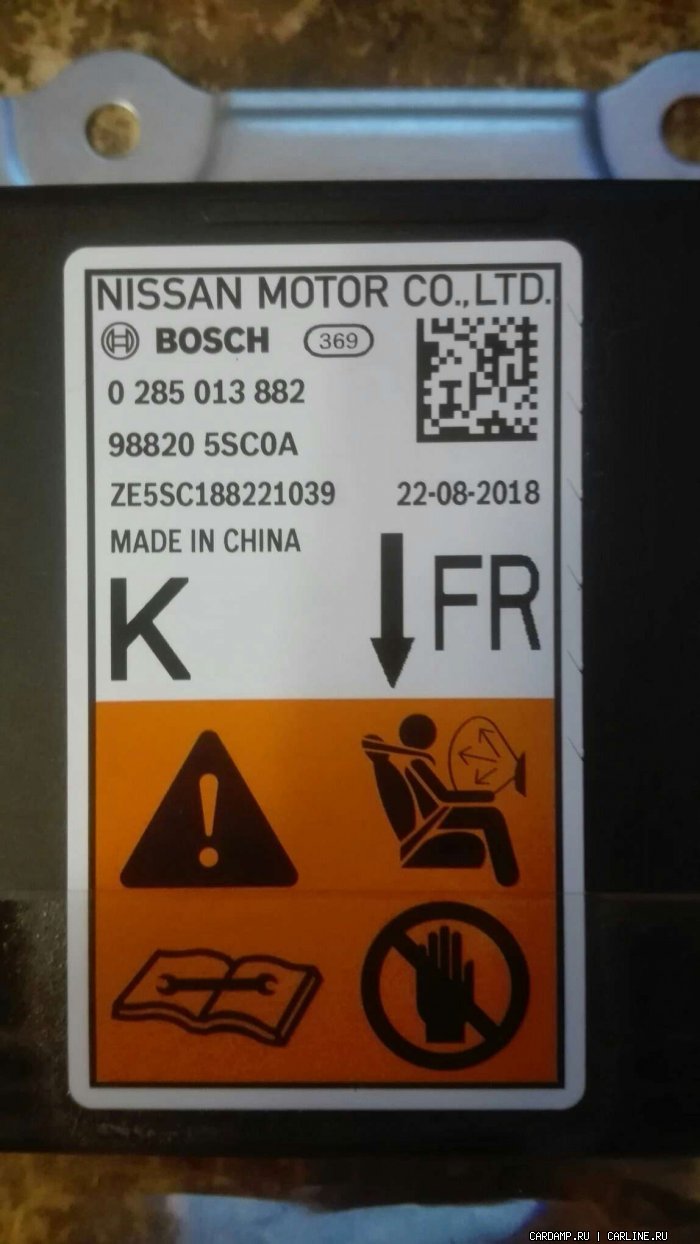 NISSAN MOTOR CO.,LTD.
BOSCH 369
0 285 013 882
98820 5SC0A
ZE5SC188221039 22-08-2018
MADE IN CHINA
K FR
CARDAMP.RU | CARLINE.RU